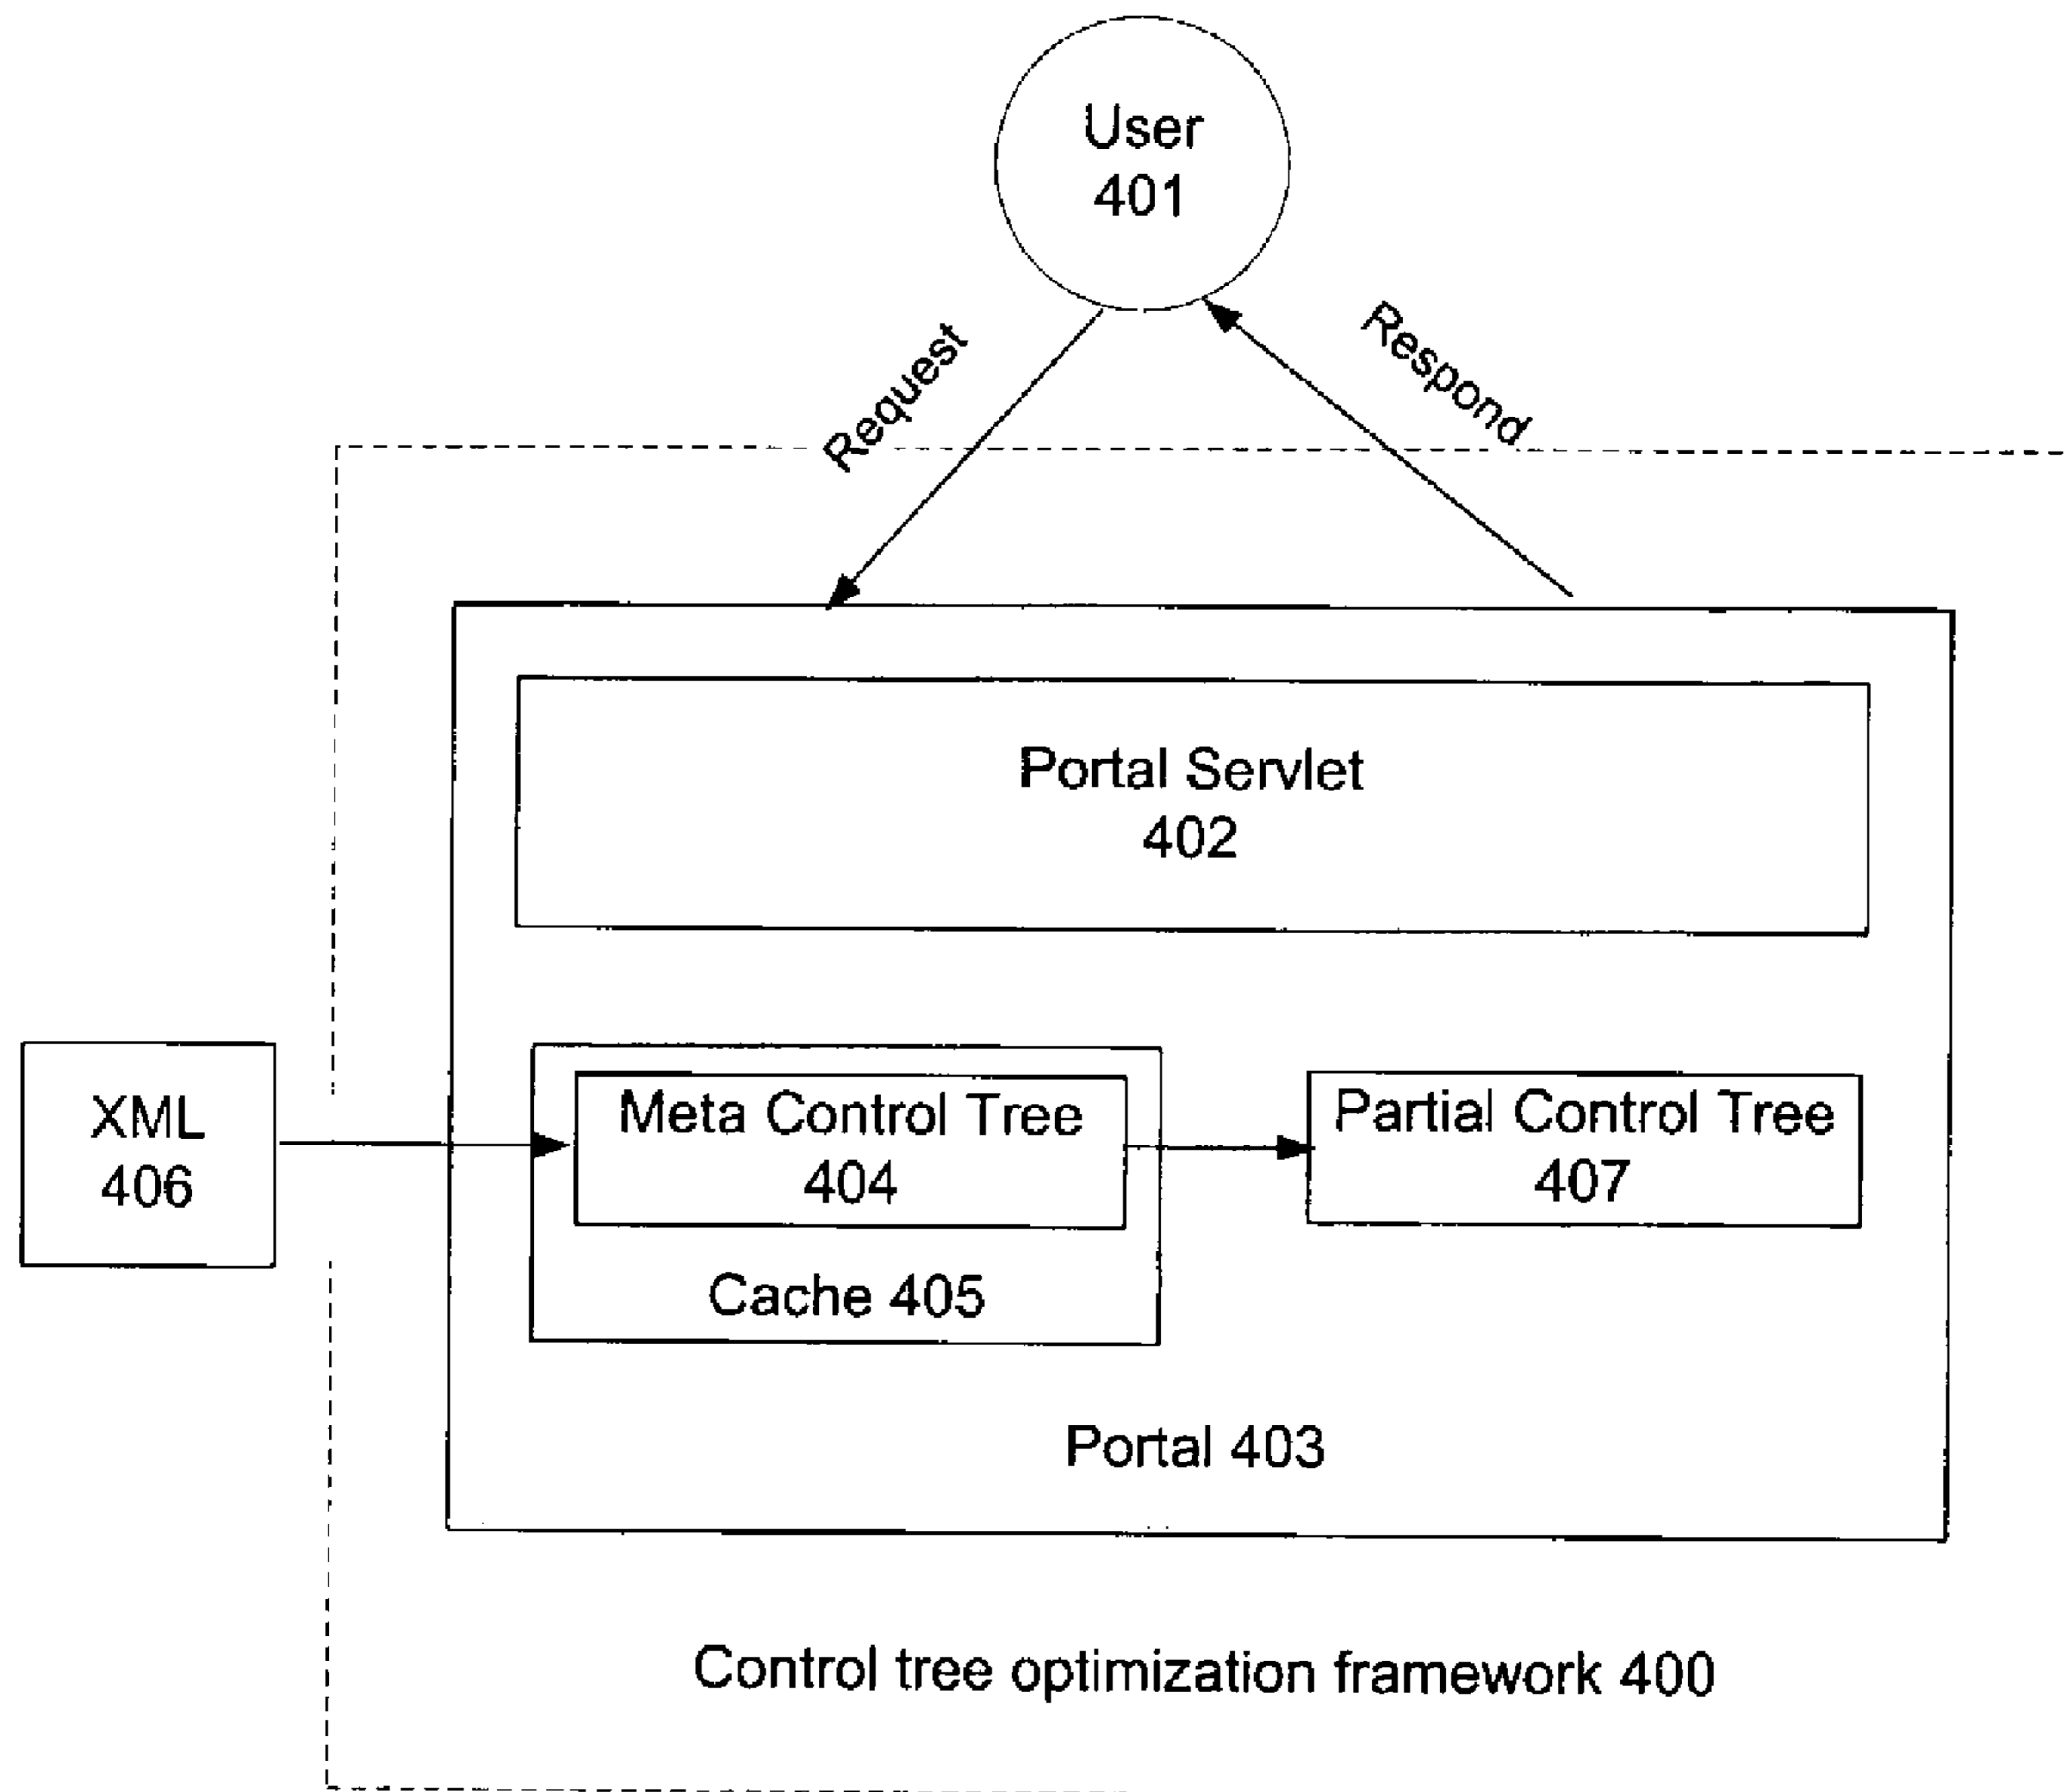 User
401
Request
Respond
Portal Servlet
402
XML
406
Meta Control Tree
404
Cache 405
Partial Control Tree
407
Portal 403
Control tree optimization framework 400